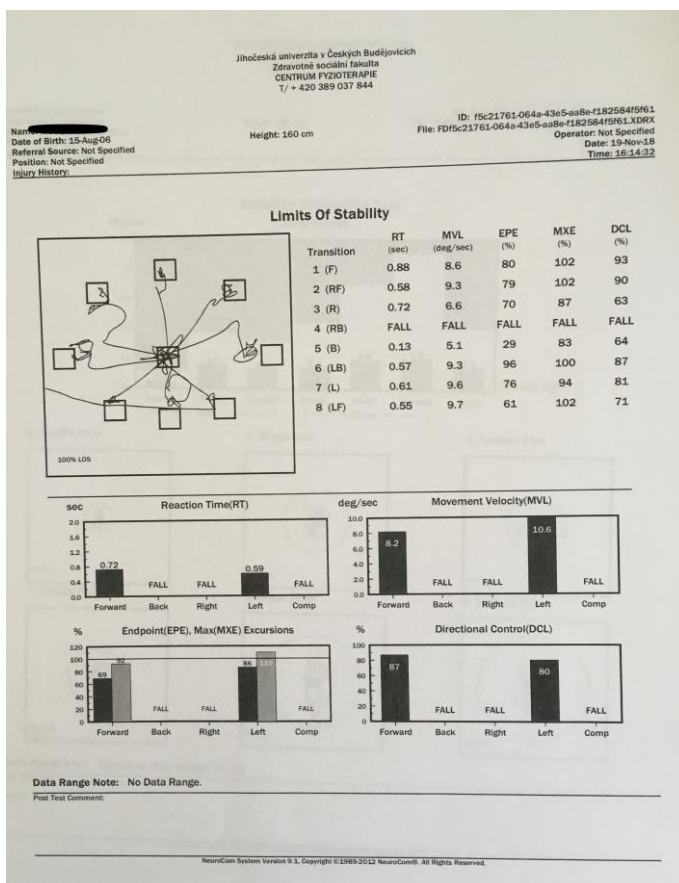 Jihočeská univerzita v Českých Budějovicích
Zdravotně sociální fakulta
CENTRUM FYZIOTERAPIE
T/ + 420 389 037 844
ID: f5c21761-064a-43e5-aa8e-f182584f5f61
File: FDf5c21761-064a-43e5-aa8e-f182584f5f61.XDRX
Operator: Not Specified
Date: 19-Nov-18
Time: 16:14:32
Height: 160 cm
Date of Birth: 15-Aug-06
Referral Source: Not Specified
Position: Not Specified
Injury History:
Limits Of Stability
Transition RT (sec) MVL (deg/sec) EPE (%) MXE (%) DCL (%)
1 (F) 0.88 8.6 80 102 93
2 (RF) 0.58 9.3 79 102 90
3 (R) 0.72 6.6 70 87 63
4 (RB) FALL FALL FALL FALL FALL
5 (B) 0.13 5.1 29 83 64
6 (LB) 0.57 9.3 96 100 87
7 (L) 0.61 9.6 76 94 81
8 (LF) 0.55 9.7 61 102 71
100% LOS
sec Reaction Time(RT)
2.0
1.6
1.2
0.8
0.4
0.0
0.72 FALL FALL 0.59 FALL
Forward Back Right Left Comp
deg/sec Movement Velocity(MVL)
10.0
8.0
6.0
4.0
2.0
0.0
8.2 FALL FALL 10.6 FALL
Forward Back Right Left Comp
% Endpoint(EPE), Max(MXE) Excursions
120
100
80
60
40
20
0
69 92 FALL FALL 86 110 FALL
Forward Back Right Left Comp
% Directional Control(DCL)
100
80
60
40
20
0
87 FALL FALL 80 FALL
Forward Back Right Left Comp
Data Range Note: No Data Range.
Post Test Comment:
NeuroCom System Version 9.1, Copyright ©1989-2012 NeuroCom®. All Rights Reserved.